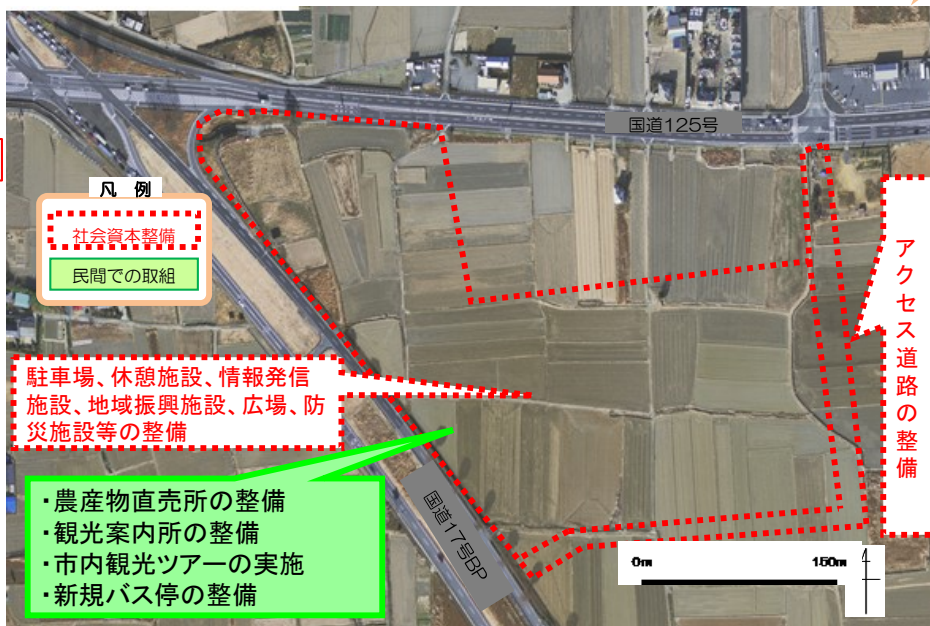 国道125号
凡　例
社会資本整備
民間での取組
アクセス道路の整備
駐車場、休憩施設、情報発信
施設、地域振興施設、広場、防
災施設等の整備
・農産物直売所の整備
・観光案内所の整備
・市内観光ツアーの実施
・新規バス停の整備
国道17号BP
0m
150m